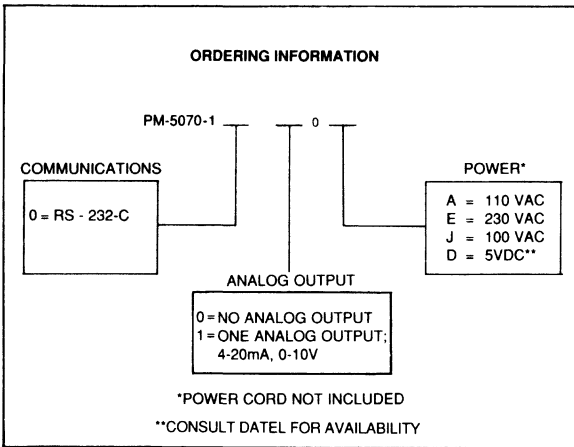 ORDERING INFORMATION
PM-5070-1 _ _ 0 _
COMMUNICATIONS
0 = RS - 232-C
POWER*
A = 110 VAC
E = 230 VAC
J = 100 VAC
D = 5VDC**
ANALOG OUTPUT
0 = NO ANALOG OUTPUT
1 = ONE ANALOG OUTPUT;
4-20mA, 0-10V
*POWER CORD NOT INCLUDED
**CONSULT DATEL FOR AVAILABILITY